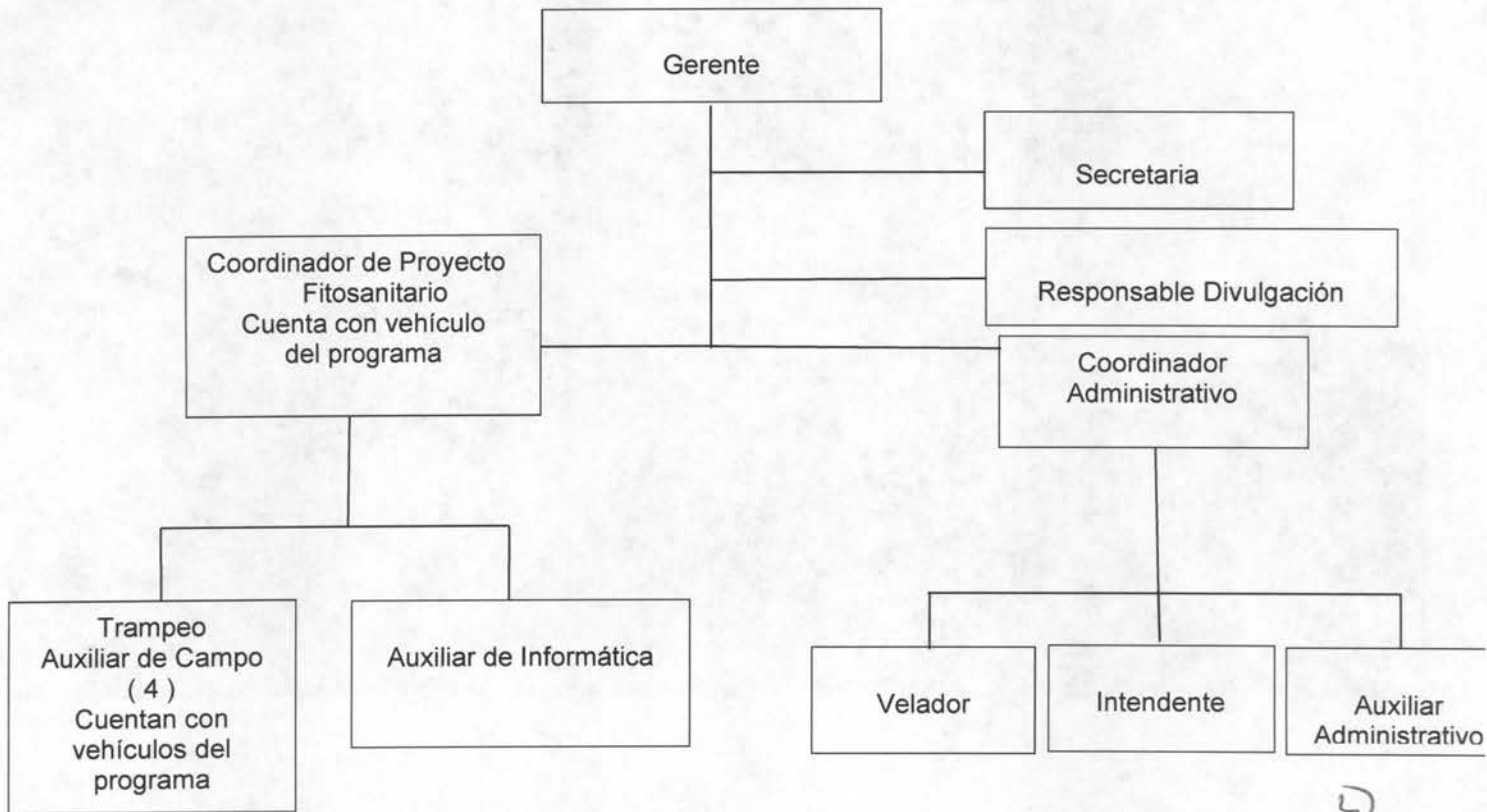 Gerente
Secretaria
Responsable Divulgación
Coordinador de Proyecto
Fitosanitario
Cuenta con vehículo
del programa
Coordinador
Administrativo
Trampeo
Auxiliar de Campo
( 4 )
Cuentan con
vehículos del
programa
Auxiliar de Informática
Velador
Intendente
Auxiliar
Administrativo